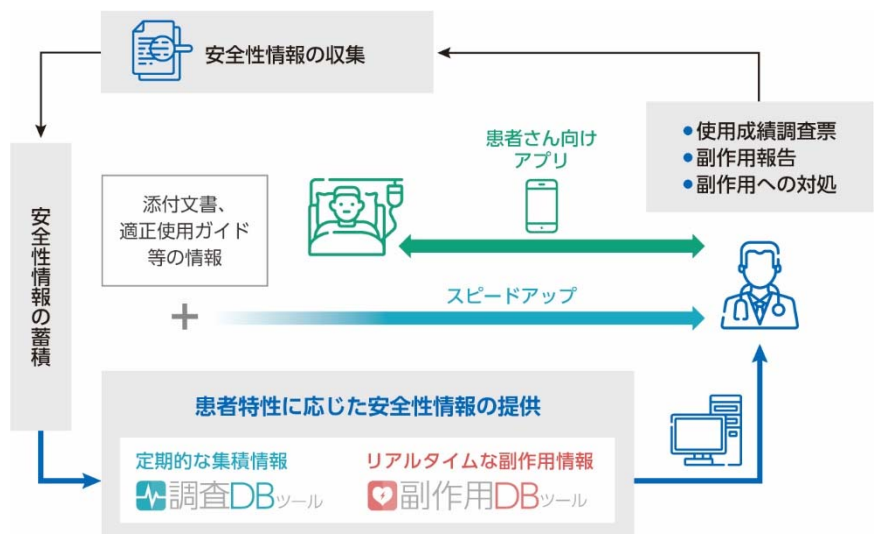 安全性情報の収集
患者さん向け
アプリ
●使用成績調査票
●副作用報告
●副作用への対処
安全性情報の蓄積
添付文書、
適正使用ガイド
等の情報
+
スピードアップ
患者特性に応じた安全性情報の提供
定期的な集積情報
調査DBツール
リアルタイムな副作用情報
副作用DBツール